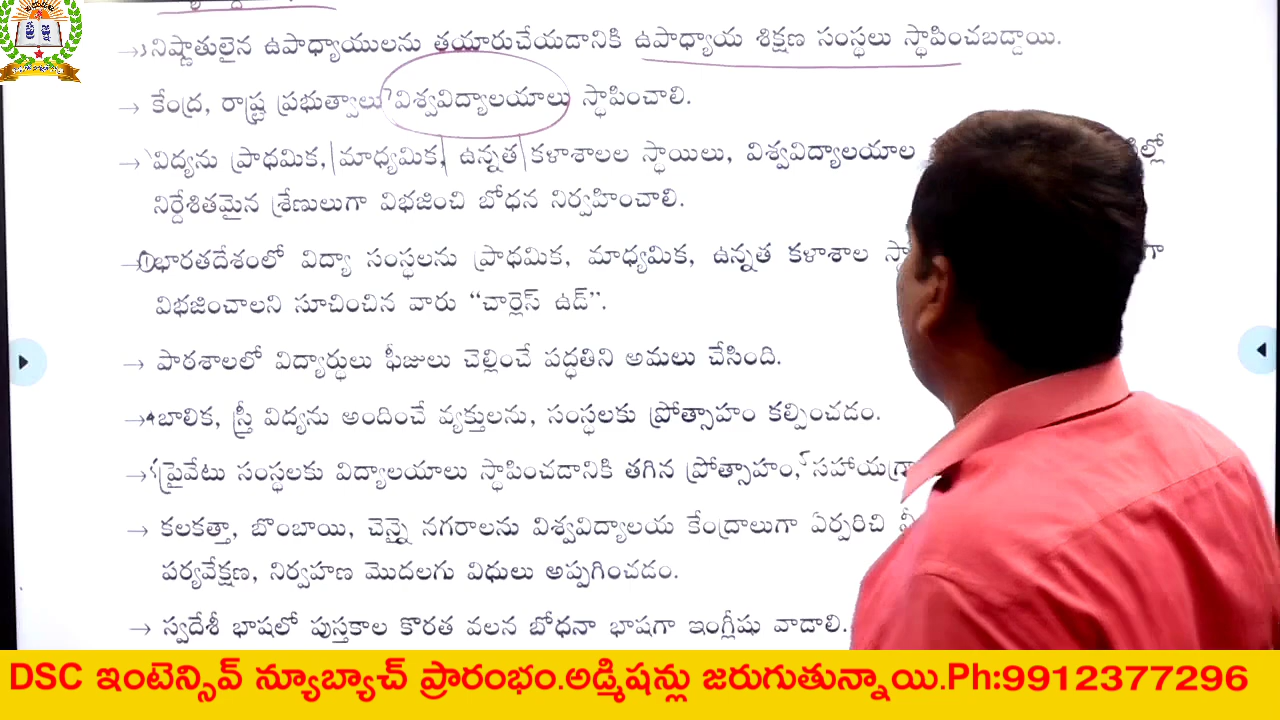 నిష్ణాతులైన ఉపాధ్యాయులను తయారుచేయడానికి ఉపాధ్యాయ శిక్షణ సంస్థలు స్థాపించబడ్డాయి.
→ కేంద్ర, రాష్ట్ర ప్రభుత్వాలు విశ్వవిద్యాలయాలు స్థాపించాలి.
→ విద్యను ప్రాథమిక, మాధ్యమిక, ఉన్నత కళాశాలల స్థాయిలు, విశ్వవిద్యాలయాల
నిర్దేశితమైన శ్రేణులుగా విభజించి బోధన నిర్వహించాలి.
→ భారతదేశంలో విద్యా సంస్థలను ప్రాథమిక, మాధ్యమిక, ఉన్నత కళాశాల
విభజించాలని సూచించిన వారు "చార్లెస్ ఉడ్".
→ పాఠశాలలో విద్యార్థులు ఫీజులు చెల్లించే పద్ధతిని అమలు చేసింది.
→ బాలిక, స్త్రీ విద్యను అందించే వ్యక్తులను, సంస్థలకు ప్రోత్సాహం కల్పించడం.
→ ప్రైవేటు సంస్థలకు విద్యాలయాలు స్థాపించడానికి తగిన ప్రోత్సాహం,
→ కలకత్తా, బొంబాయి, చెన్నై నగరాలను విశ్వవిద్యాలయ కేంద్రాలుగా ఏర్పరిచి
పర్యవేక్షణ, నిర్వహణ మొదలగు విధులు అప్పగించడం.
→ స్వదేశీ భాషలో పుస్తకాల కొరత వలన బోధనా భాషగా ఇంగ్లీషు వాడాలి.
DSC ఇంటెన్సివ్ న్యూబ్యాచ్ ప్రారంభం.అడ్మిషన్లు జరుగుతున్నాయి.Ph:9912377296